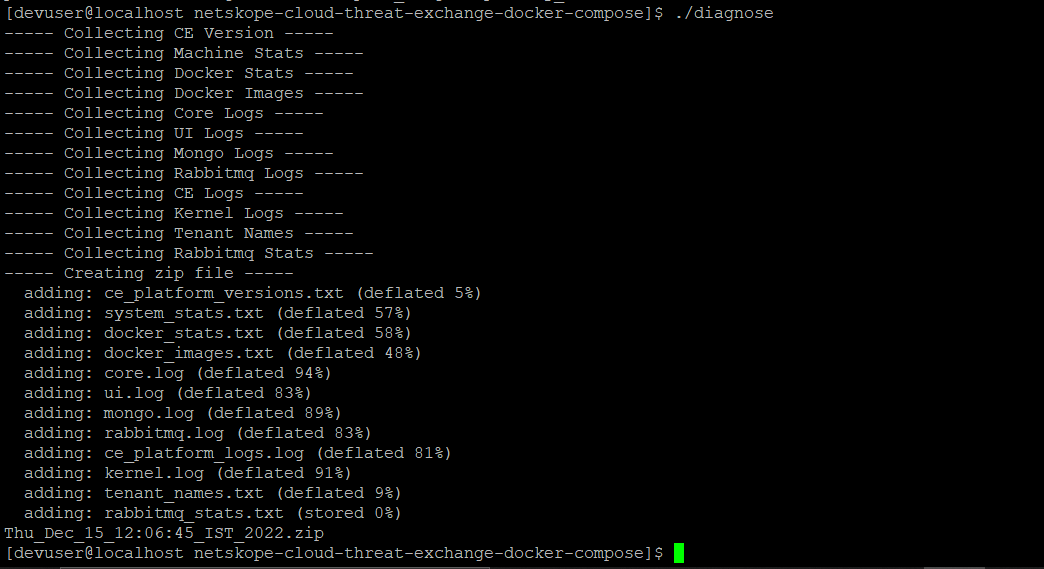 [devuser@localhost netskope-cloud-threat-exchange-docker-compose]$ ./diagnose
----- Collecting CE Version -----
----- Collecting Machine Stats -----
----- Collecting Docker Stats -----
----- Collecting Docker Images -----
----- Collecting Core Logs -----
----- Collecting UI Logs -----
----- Collecting Mongo Logs -----
----- Collecting Rabbitmq Logs -----
----- Collecting CE Logs -----
----- Collecting Kernel Logs -----
----- Collecting Tenant Names -----
----- Collecting Rabbitmq Stats -----
----- Creating zip file -----
  adding: ce_platform_versions.txt (deflated 5%)
  adding: system_stats.txt (deflated 57%)
  adding: docker_stats.txt (deflated 58%)
  adding: docker_images.txt (deflated 48%)
  adding: core.log (deflated 94%)
  adding: ui.log (deflated 83%)
  adding: mongo.log (deflated 89%)
  adding: rabbitmq.log (deflated 83%)
  adding: ce_platform_logs.log (deflated 81%)
  adding: kernel.log (deflated 91%)
  adding: tenant_names.txt (deflated 9%)
  adding: rabbitmq_stats.txt (stored 0%)
Thu_Dec_15_12:06:45_IST_2022.zip
[devuser@localhost netskope-cloud-threat-exchange-docker-compose]$